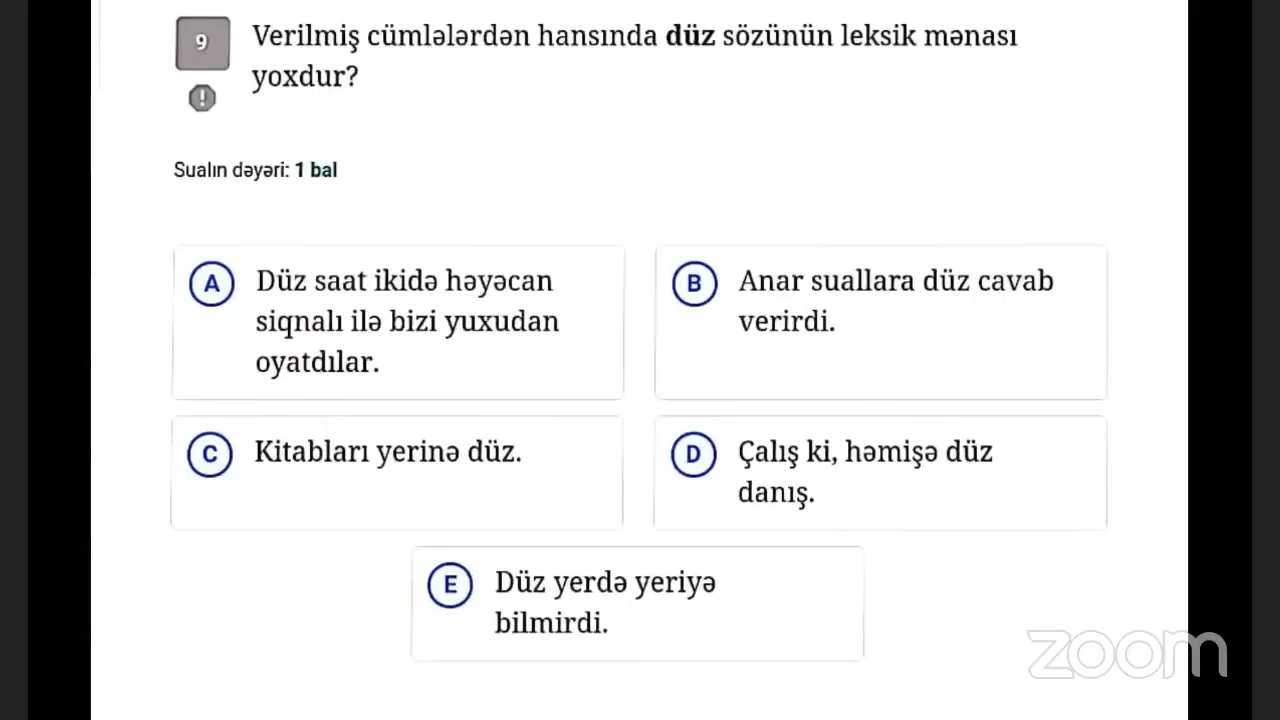 9
Verilmiş cümlələrdən hansında düz sözünün leksik mənası
yoxdur?
!
Sualın dəyəri: 1 bal
A
Düz saat ikidə həyəcan
siqnalı ilə bizi yuxudan
oyatdılar.
B
Anar suallara düz cavab
verirdi.
C
Kitabları yerinə düz.
D
Çalış ki, həmişə düz
danış.
E
Düz yerdə yeriyə
bilmirdi.
zoom